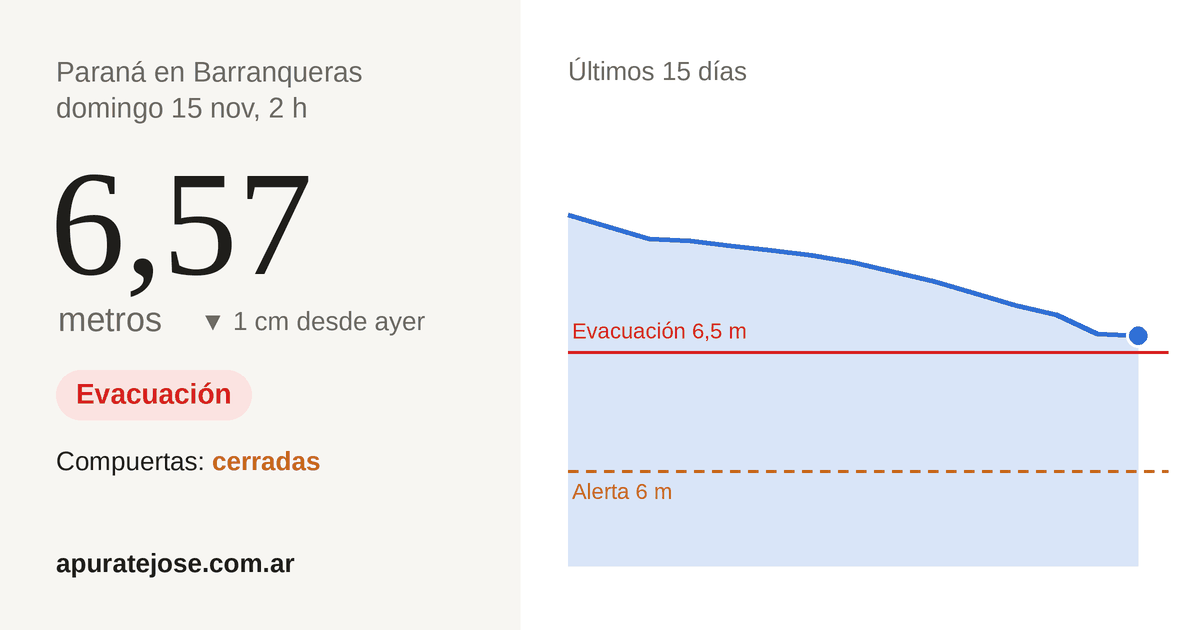 Paraná en Barranqueras
domingo 15 nov, 2 h
6,57
metros ▼ 1 cm desde ayer
Evacuación
Compuertas: cerradas
apuratejose.com.ar
Últimos 15 días
Evacuación 6,5 m
Alerta 6 m